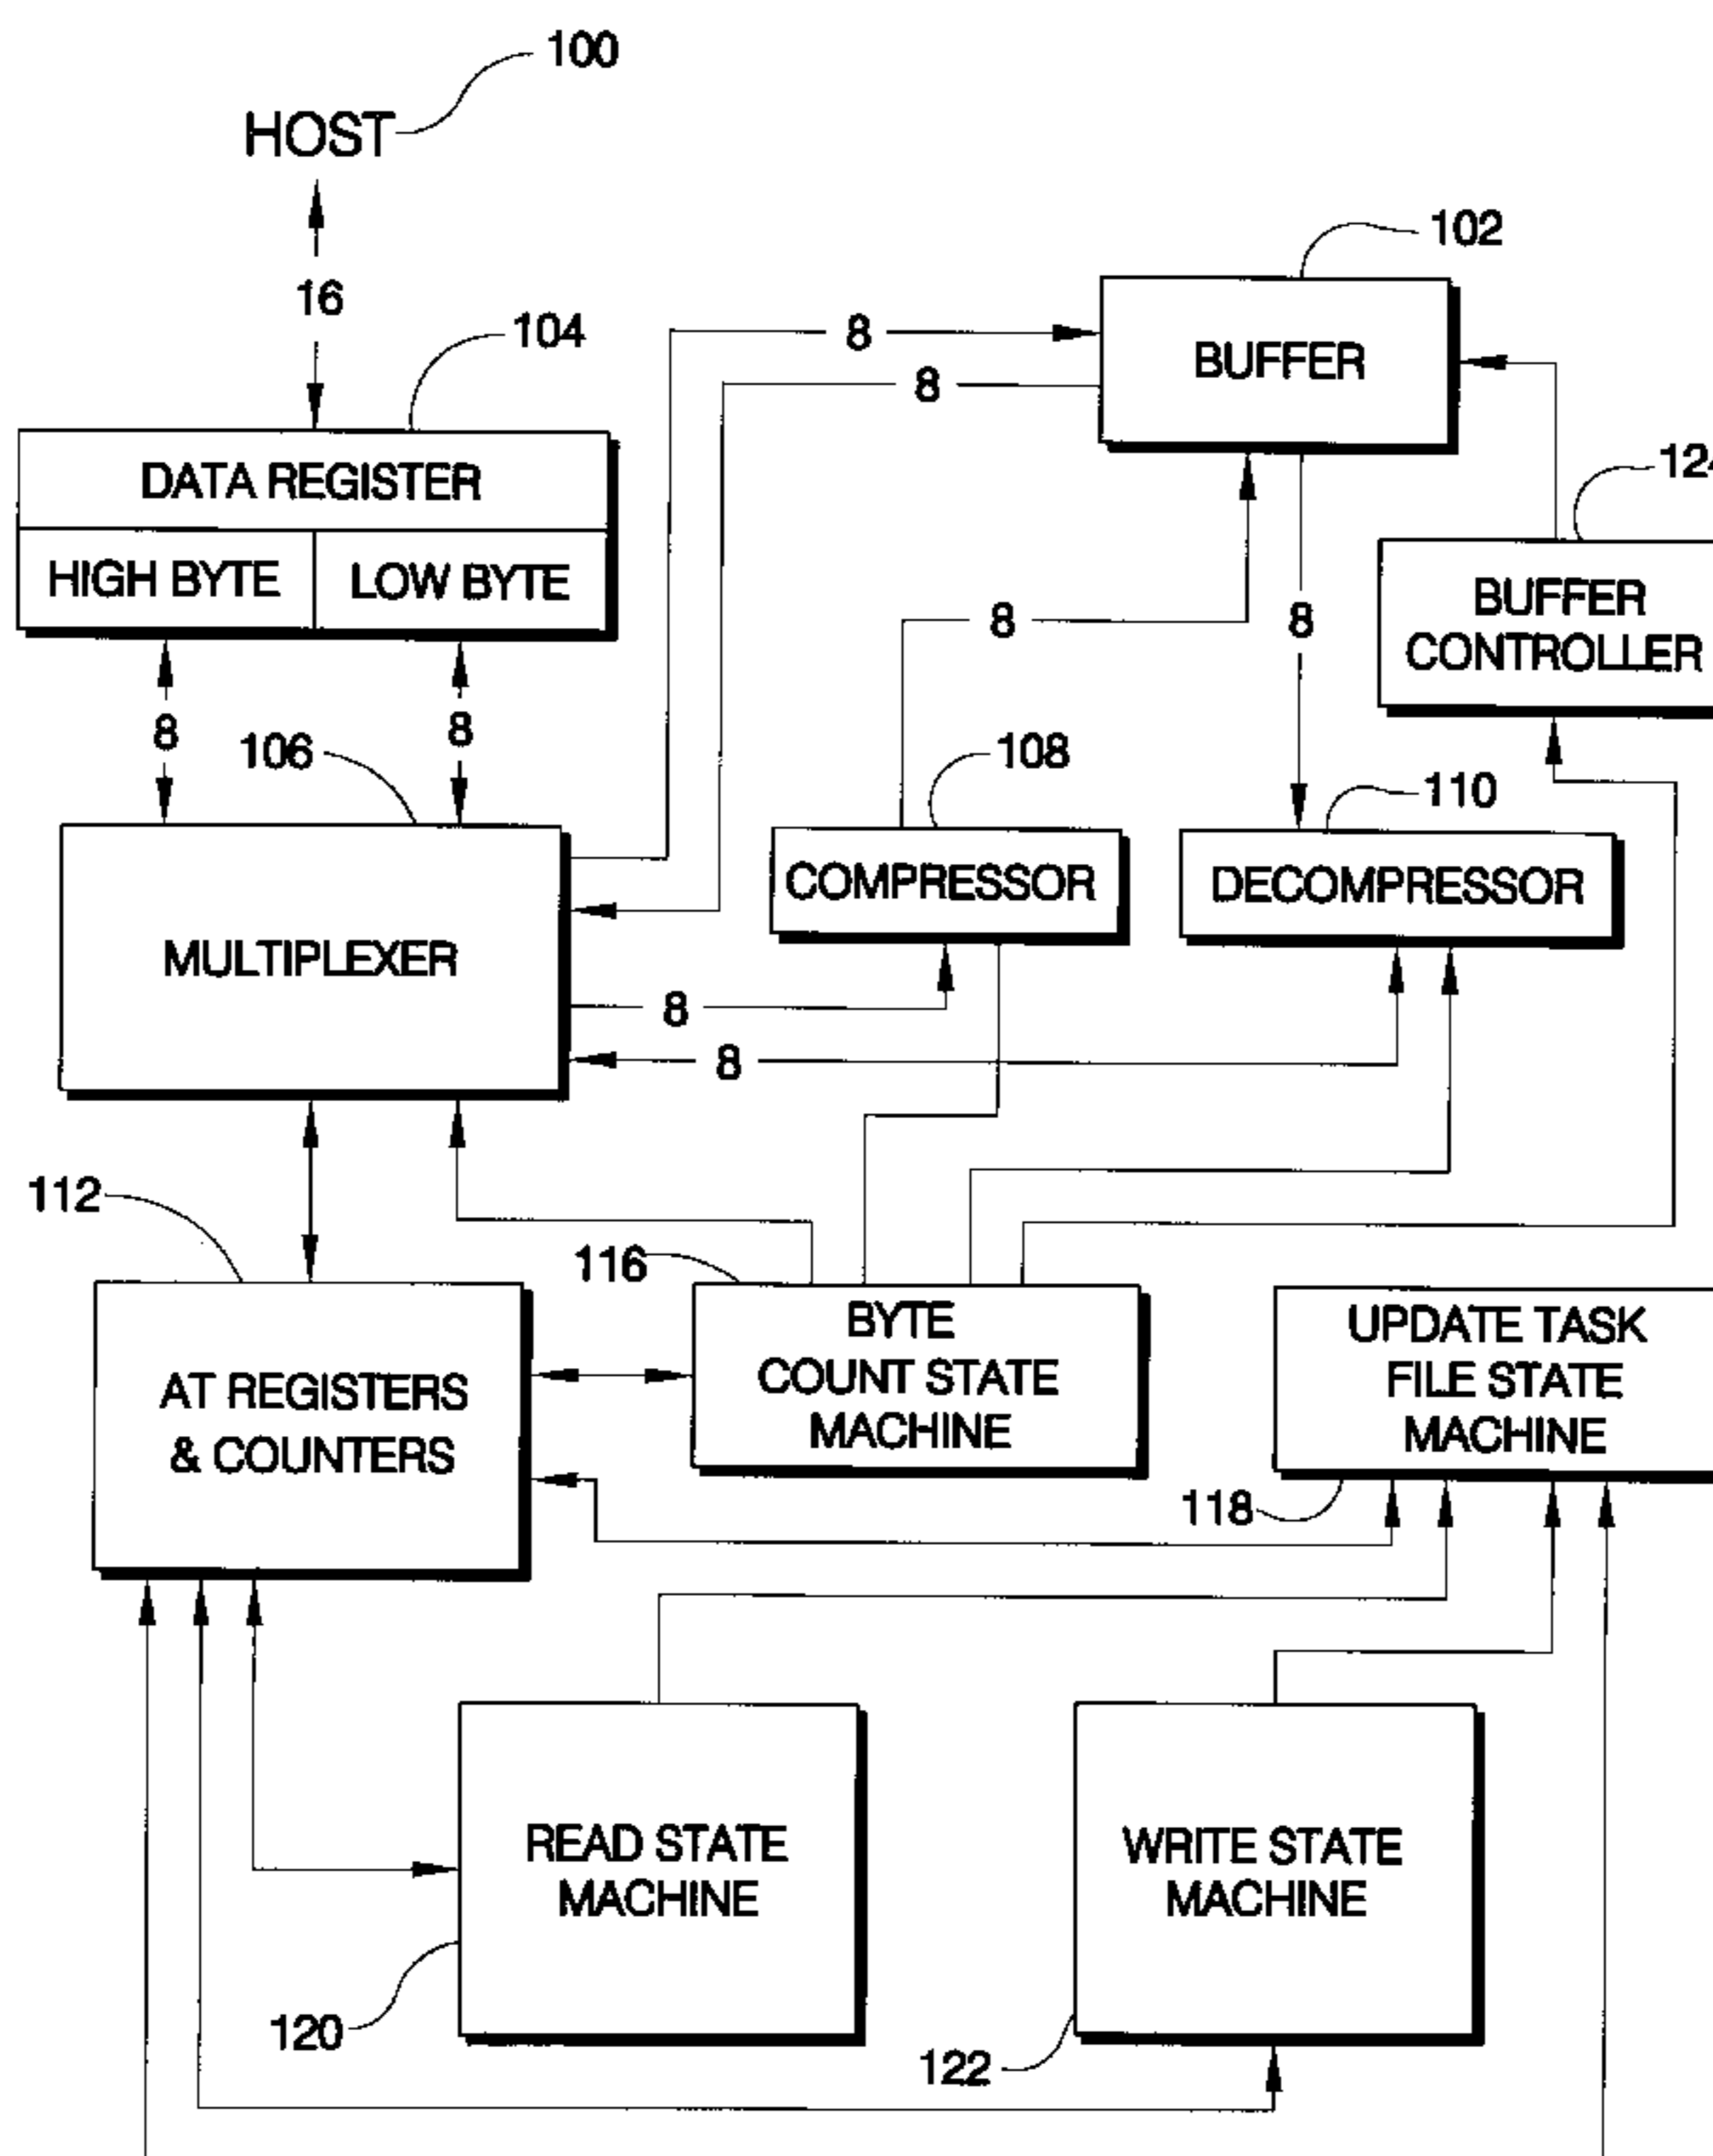 100
HOST
16
102
104
8
BUFFER
8
DATA REGISTER
HIGH BYTE
LOW BYTE
8
8
BUFFER
CONTROLLER
8
8
106
108
110
COMPRESSOR
DECOMPRESSOR
MULTIPLEXER
8
8
112
116
BYTE
COUNT STATE
MACHINE
UPDATE TASK
FILE STATE
MACHINE
AT REGISTERS
& COUNTERS
118
READ STATE
MACHINE
WRITE STATE
MACHINE
120
122